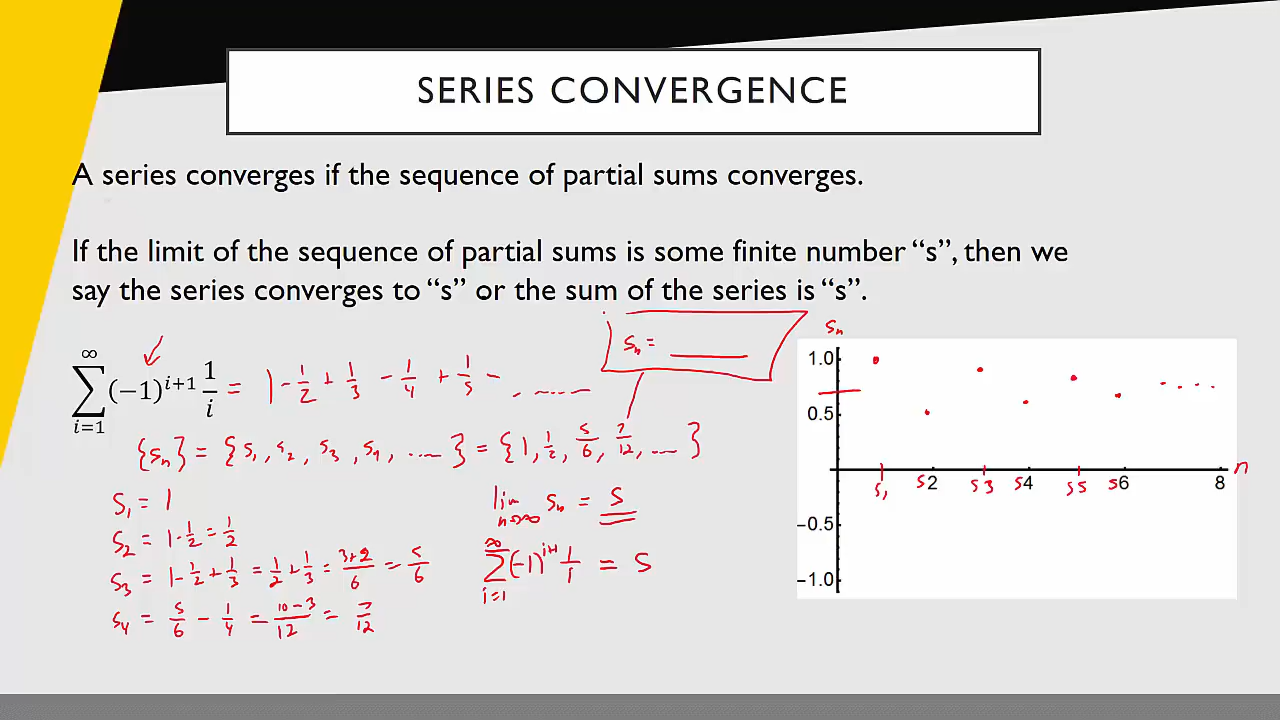 SERIES CONVERGENCE
A series converges if the sequence of partial sums converges.
If the limit of the sequence of partial sums is some finite number “s”, then we
say the series converges to “s” or the sum of the series is “s”.
∑_{i=1}^{∞} (−1)^{i+1} 1/i = 1 - 1/2 + 1/3 - 1/4 + 1/5 - , .......
sₙ = ____
{sₙ} = {s₁, s₂, s₃, s₄, .... } = {1, 1/2, 5/6, 7/12, ... }
S₁ = 1
S₂ = 1 - 1/2 = 1/2
S₃ = 1 - 1/2 + 1/3 = 1/2 + 1/3 = (3+2)/6 = 5/6
S₄ = 5/6 - 1/4 = (10-3)/12 = 7/12
lim_{n→∞} sₙ = S
∑_{i=1}^{∞} (-1)^{i+1} 1/i = S
sₙ
1.0
0.5
−0.5
−1.0
s₁ s2 s3 s4 s5 s6 8 n